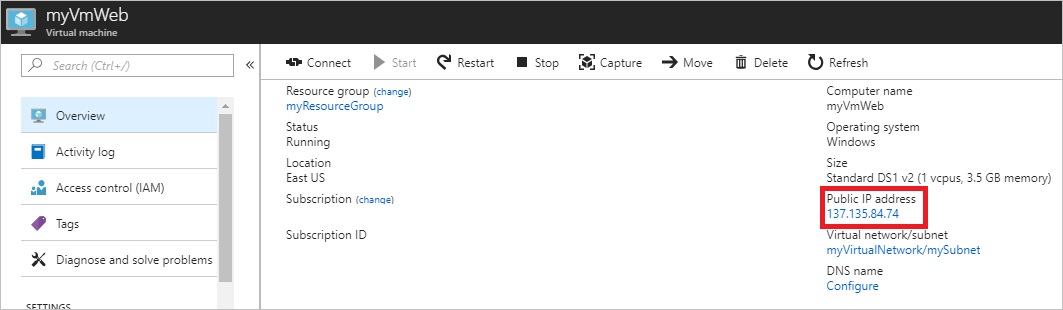 myVmWeb
Virtual machine
Search (Ctrl+/)
«
Overview
Activity log
Access control (IAM)
Tags
Diagnose and solve problems
SETTINGS
Connect
Start
Restart
Stop
Capture
Move
Delete
Refresh
Resource group (change)
myResourceGroup
Status
Running
Location
East US
Subscription (change)
Subscription ID
Computer name
myVmWeb
Operating system
Windows
Size
Standard DS1 v2 (1 vcpus, 3.5 GB memory)
Public IP address
137.135.84.74
Virtual network/subnet
myVirtualNetwork/mySubnet
DNS name
Configure